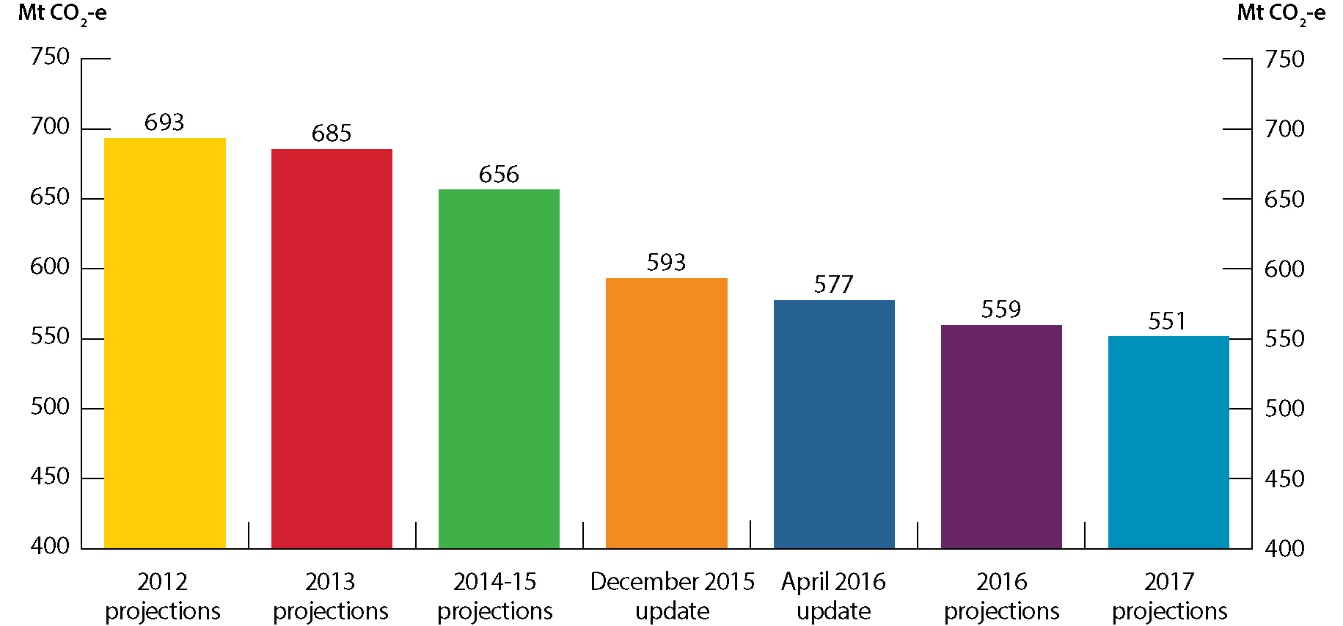 Mt CO₂-e
Mt CO₂-e
750
700
650
600
550
500
450
400
750
700
650
600
550
500
450
400
693
685
656
593
577
559
551
2012
projections
2013
projections
2014-15
projections
December 2015
update
April 2016
update
2016
projections
2017
projections